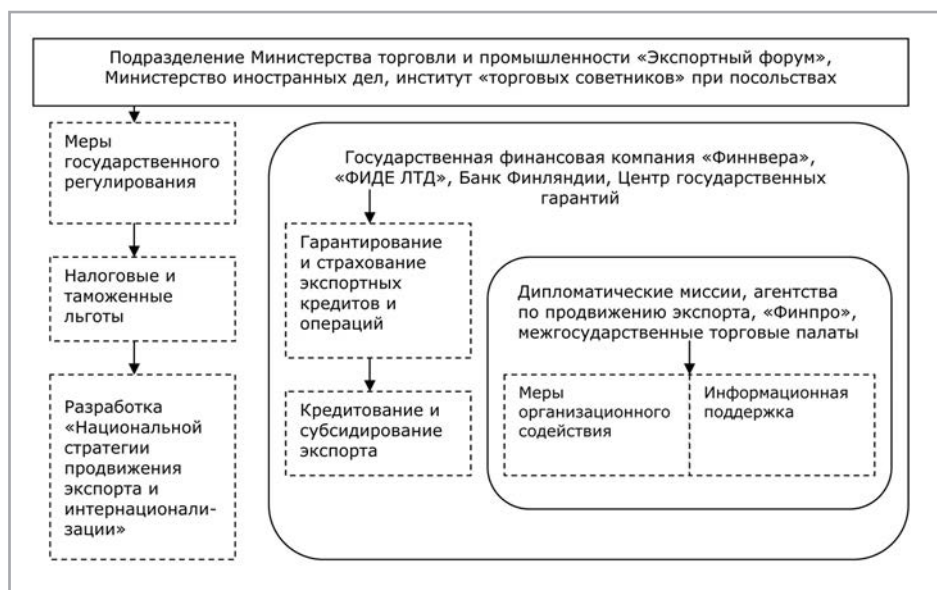 Подразделение Министерства торговли и промышленности «Экспортный форум»,
Министерство иностранных дел, институт «торговых советников» при посольствах
Меры
государственного
регулирования
Налоговые и
таможенные
льготы
Разработка
«Национальной
стратегии
продвижения
экспорта и
интернационали-
зации»
Государственная финансовая компания «Финнвера»,
«ФИДЕ ЛТД», Банк Финляндии, Центр государственных
гарантий
Гарантирование
и страхование
экспортных
кредитов и
операций
Кредитование и
субсидирование
экспорта
Дипломатические миссии, агентства
по продвижению экспорта, «Финпро»,
межгосударственные торговые палаты
Меры
организационного
содействия
Информационная
поддержка